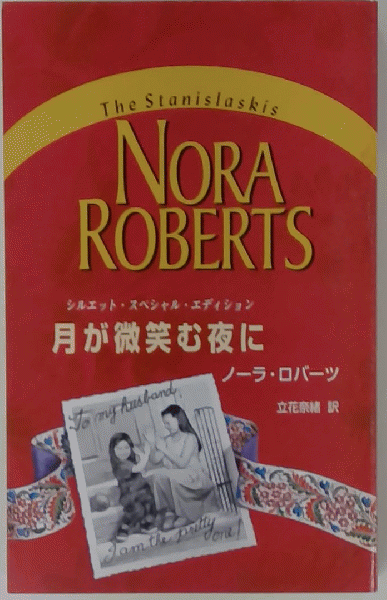 The Stanislaskis
NORA
ROBERTS
シルエット・スペシャル・エディション
月が微笑む夜に
ノーラ・ロバーツ
立花奈緒 訳
To my husband,
I am the pretty
one!